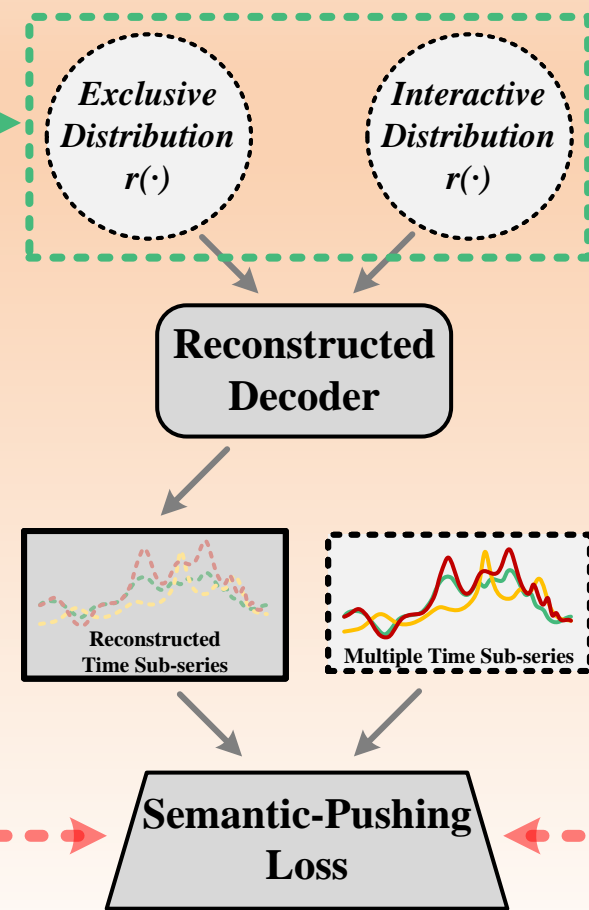 Exclusive
Distribution
r(·)
Interactive
Distribution
r(·)
Reconstructed
Decoder
Reconstructed
Time Sub-series
Multiple Time Sub-series
Semantic-Pushing
Loss